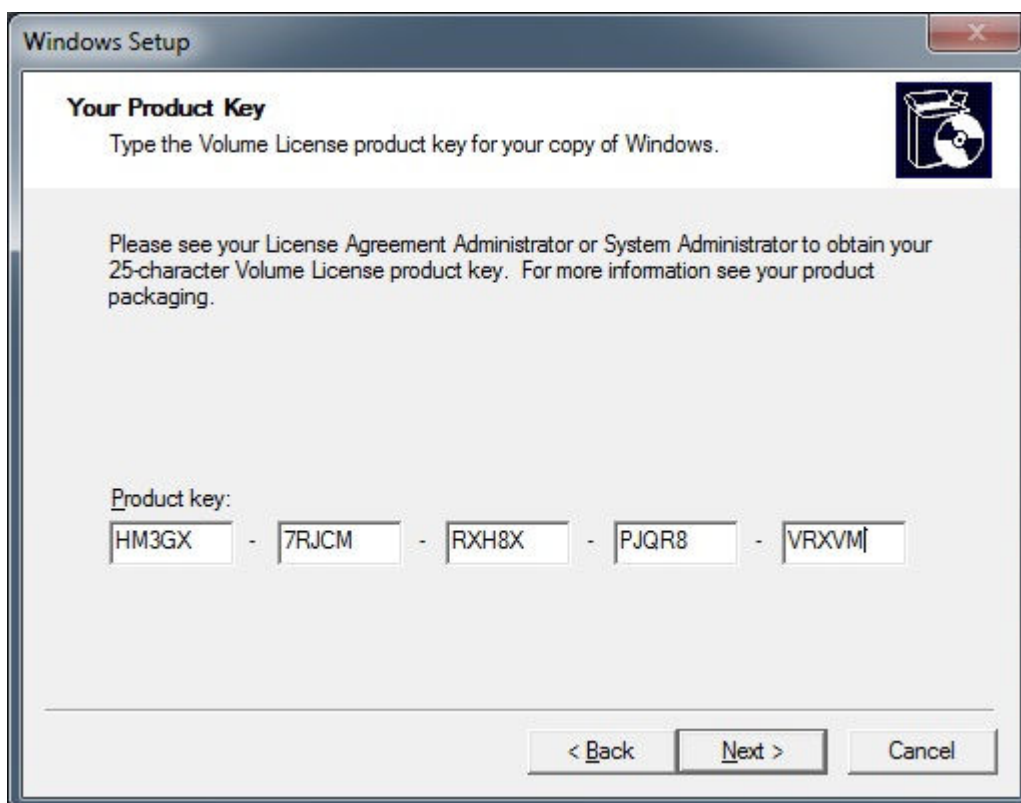 Windows Setup
Your Product Key
Type the Volume License product key for your copy of Windows.
Please see your License Agreement Administrator or System Administrator to obtain your
25-character Volume License product key.  For more information see your product
packaging.
Product key:
HM3GX - 7RJCM - RXH8X - PJQR8 - VRXVM
< Back Next > Cancel